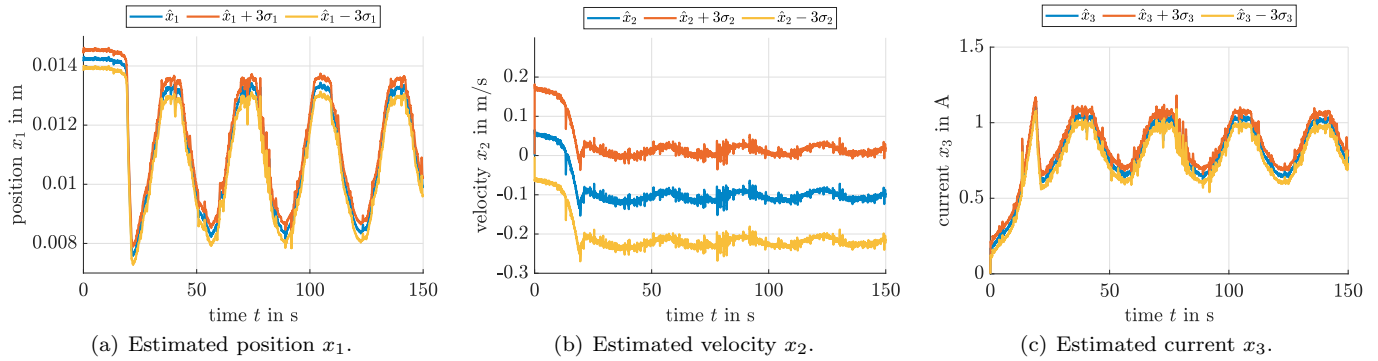 x̂₁ x̂₁ + 3σ₁ x̂₁ − 3σ₁
0.014
0.012
0.01
0.008
position x₁ in m
0 50 100 150
time t in s
(a) Estimated position x₁.
x̂₂ x̂₂ + 3σ₂ x̂₂ − 3σ₂
0.2
0.1
0
-0.1
-0.2
-0.3
velocity x₂ in m/s
0 50 100 150
time t in s
(b) Estimated velocity x₂.
x̂₃ x̂₃ + 3σ₃ x̂₃ − 3σ₃
1.5
1
0.5
0
current x₃ in A
0 50 100 150
time t in s
(c) Estimated current x₃.